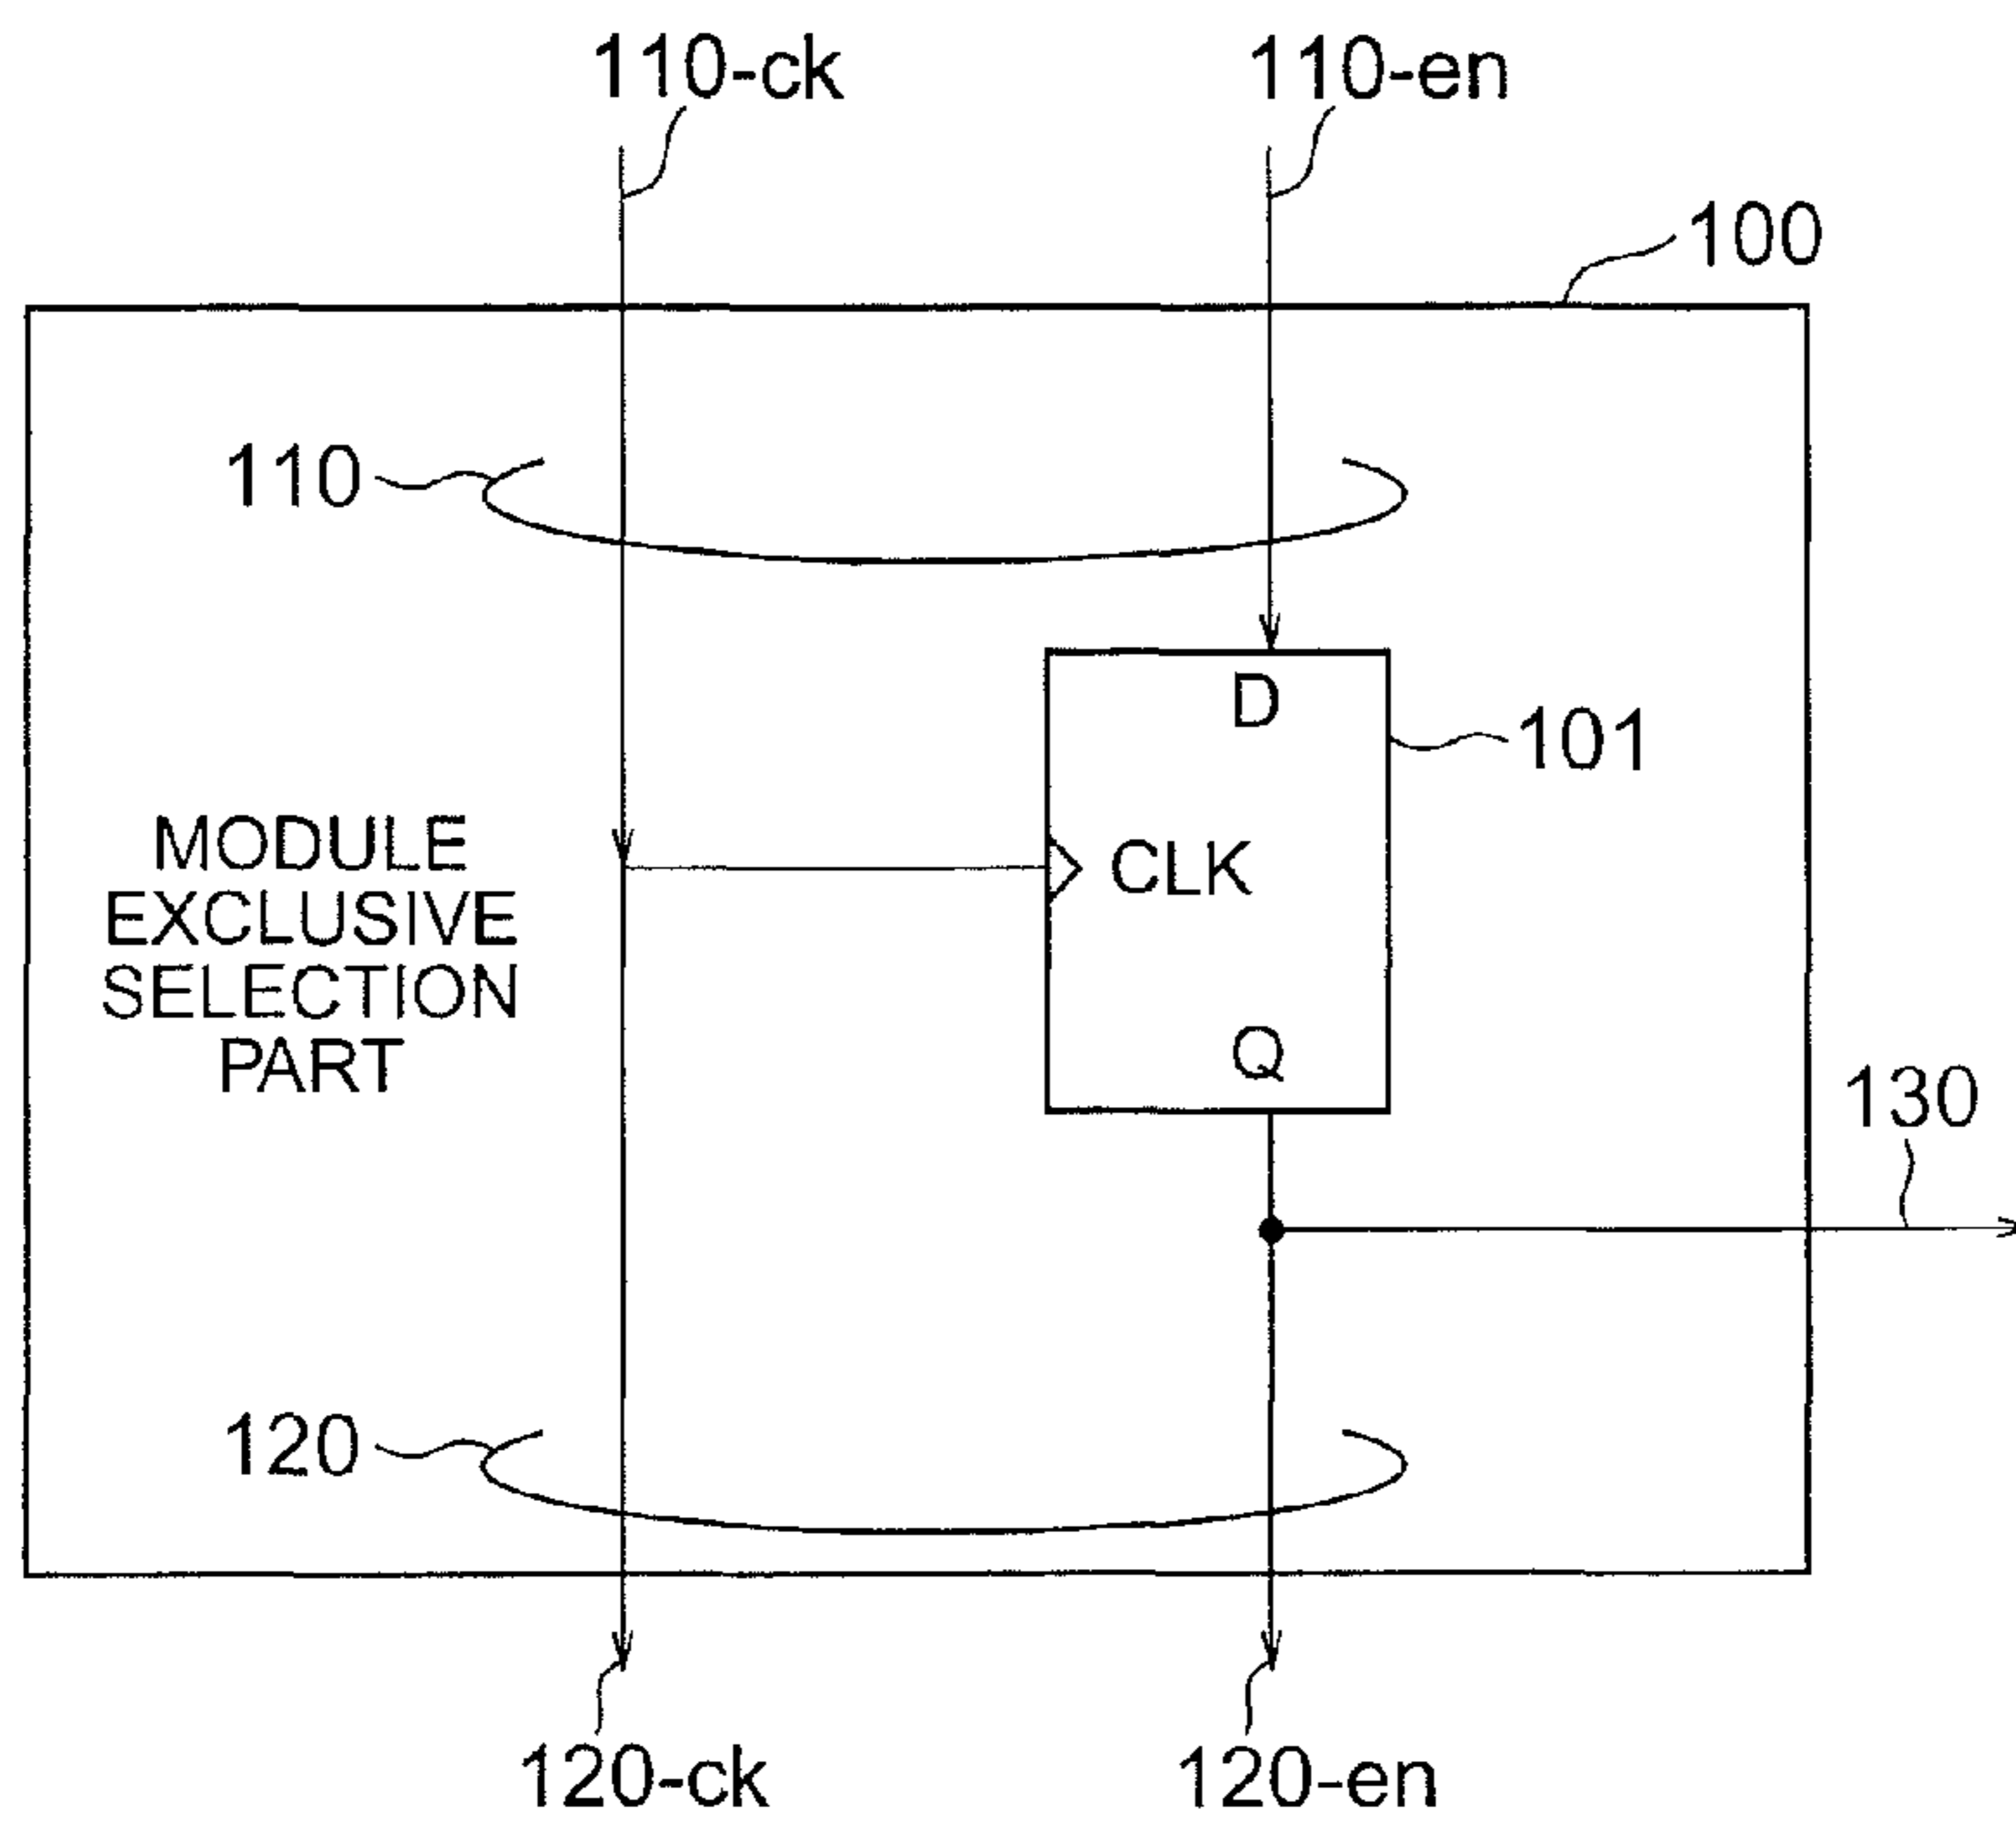 110-ck
110-en
100
110
D
101
MODULE
EXCLUSIVE
SELECTION
PART
CLK
Q
130
120
120-ck
120-en